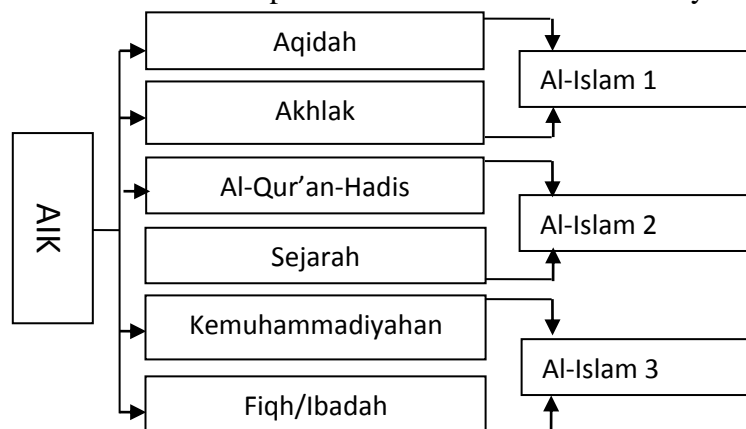 Aqidah
Akhlak
Al-Qur’an-Hadis
Sejarah
Kemuhammadiyahan
Fiqh/Ibadah
AIK
Al-Islam 1
Al-Islam 2
Al-Islam 3